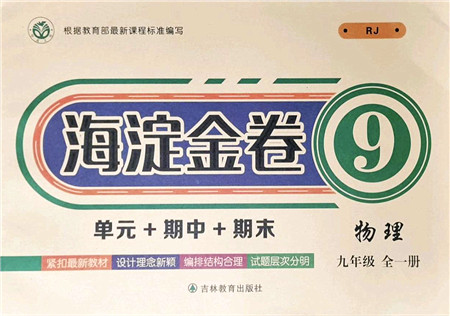 根据教育部最新课程标准编写
RJ
海淀金卷 9
单元+期中+期末
物理
紧扣最新教材 设计理念新颖 编排结构合理 试题层次分明
九年级 全一册
吉林教育出版社